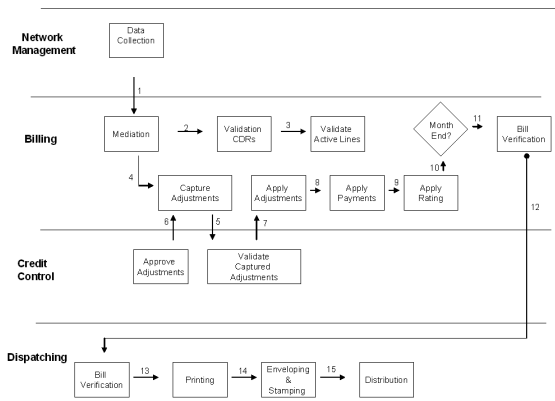 Network
Management
Data
Collection
1
Billing
Mediation
2
Validation
CDRs
3
Validate
Active Lines
Month
End?
11
Bill
Verification
4
Capture
Adjustments
Apply
Adjustments
8
Apply
Payments
9
Apply
Rating
10
12
6
5
7
Credit
Control
Approve
Adjustments
Validate
Captured
Adjustments
Dispatching
Bill
Verification
13
Printing
14
Enveloping
&
Stamping
15
Distribution